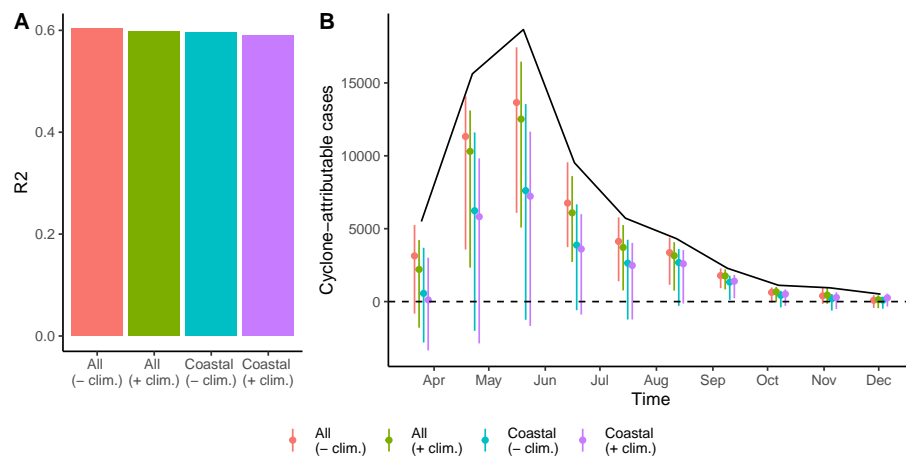 A
R2
0.6
0.4
0.2
0.0
All
(− clim.)
All
(+ clim.)
Coastal
(− clim.)
Coastal
(+ clim.)
B
Cyclone−attributable cases
15000
10000
5000
0
Apr May Jun Jul Aug Sep Oct Nov Dec
Time
All
(− clim.)
All
(+ clim.)
Coastal
(− clim.)
Coastal
(+ clim.)